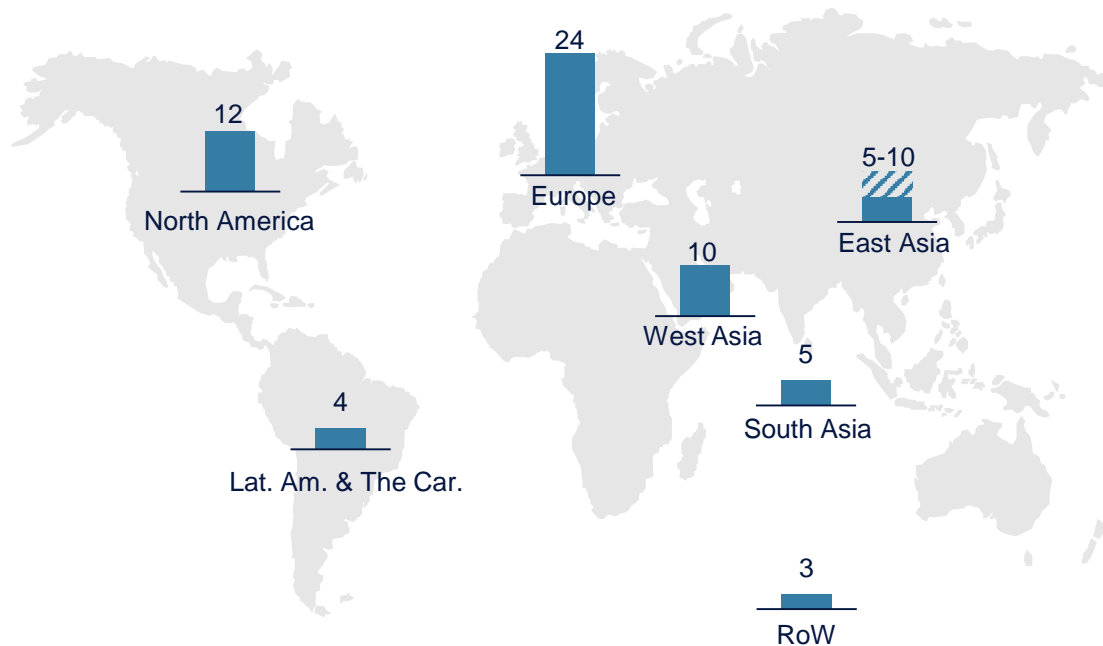 24
Europe
12
North America
5-10
East Asia
10
West Asia
5
South Asia
4
Lat. Am. & The Car.
3
RoW